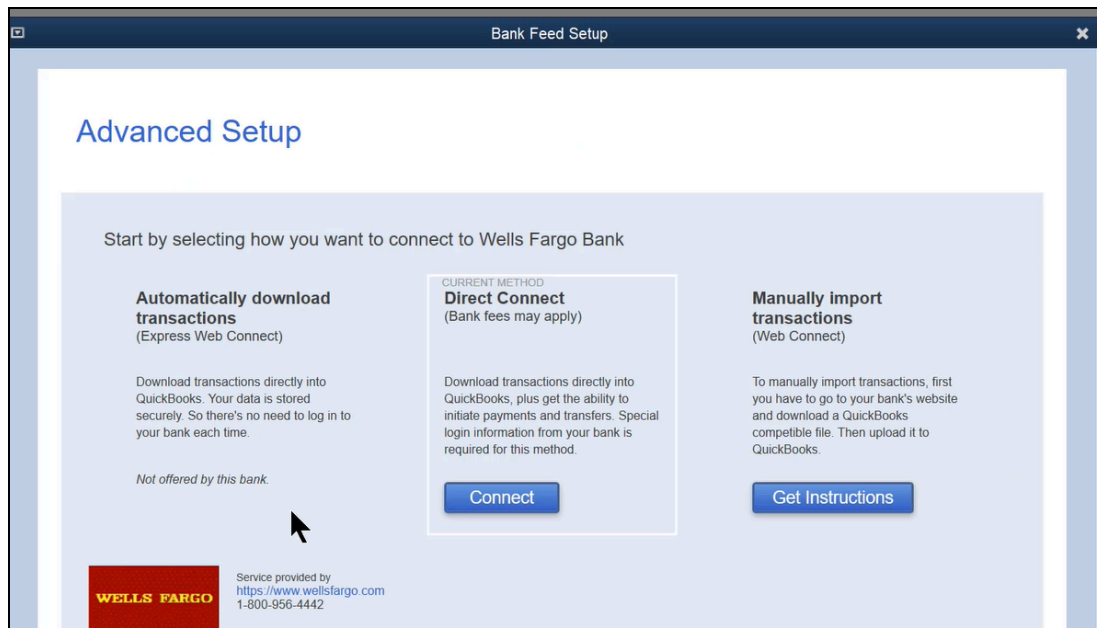 Bank Feed Setup
Advanced Setup
Start by selecting how you want to connect to Wells Fargo Bank
Automatically download
transactions
(Express Web Connect)
Download transactions directly into
QuickBooks. Your data is stored
securely. So there's no need to log in to
your bank each time.
Not offered by this bank.
CURRENT METHOD
Direct Connect
(Bank fees may apply)
Download transactions directly into
QuickBooks, plus get the ability to
initiate payments and transfers. Special
login information from your bank is
required for this method.
Connect
Manually import
transactions
(Web Connect)
To manually import transactions, first
you have to go to your bank's website
and download a QuickBooks
competible file. Then upload it to
QuickBooks.
Get Instructions
WELLS FARGO
Service provided by
https://www.wellsfargo.com
1-800-956-4442